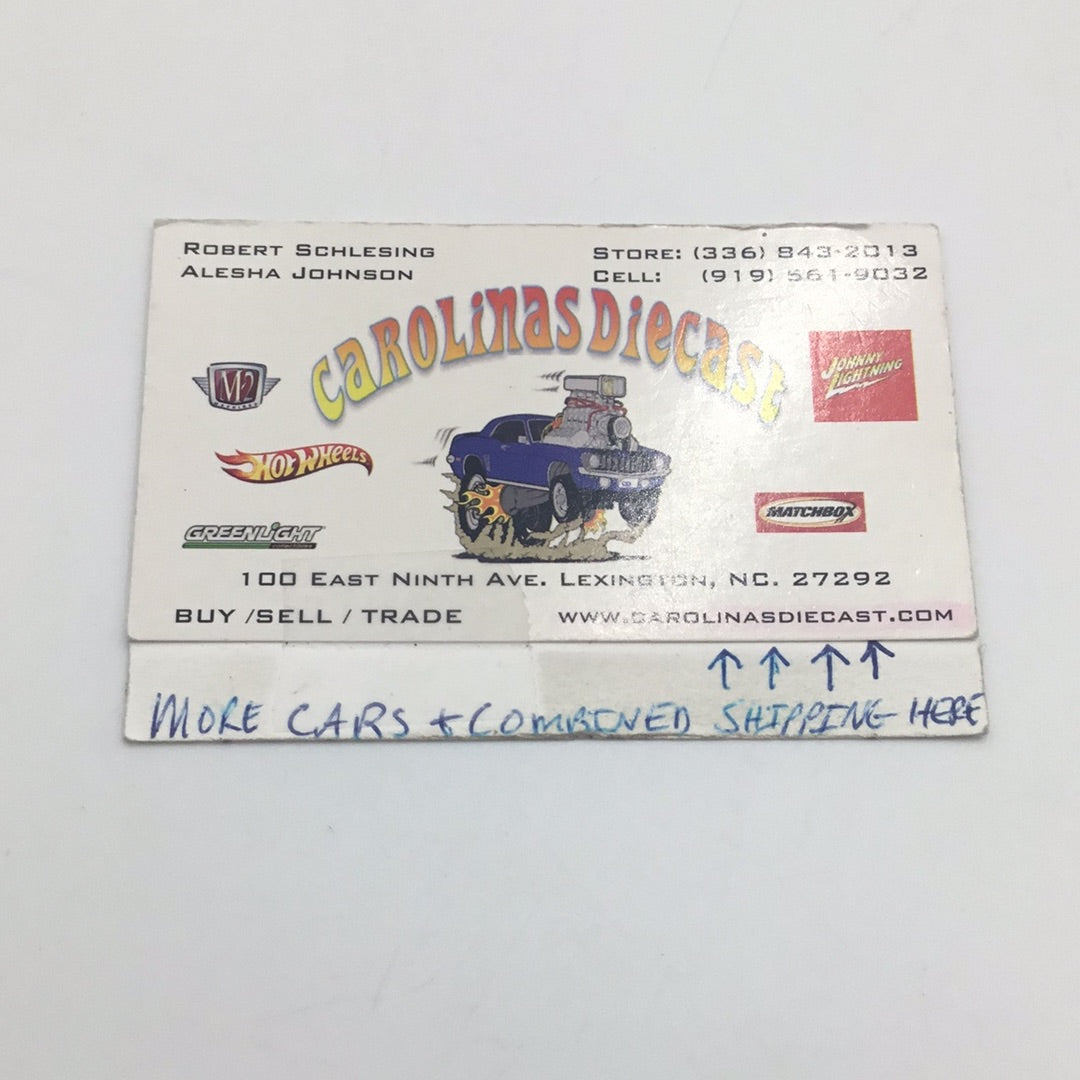 ROBERT SCHLESING
ALESHA JOHNSON
STORE: (336) 843-2013
CELL: (919) 561-9032
CAROLINAS DIECAST
M2
JOHNNY LIGHTNING
HOT WHEELS
MATCHBOX
GREENLIGHT
100 EAST NINTH AVE. LEXINGTON, NC. 27292
BUY /SELL / TRADE
WWW.CAROLINASDIECAST.COM
MORE CARS + COMBINED SHIPPING HERE